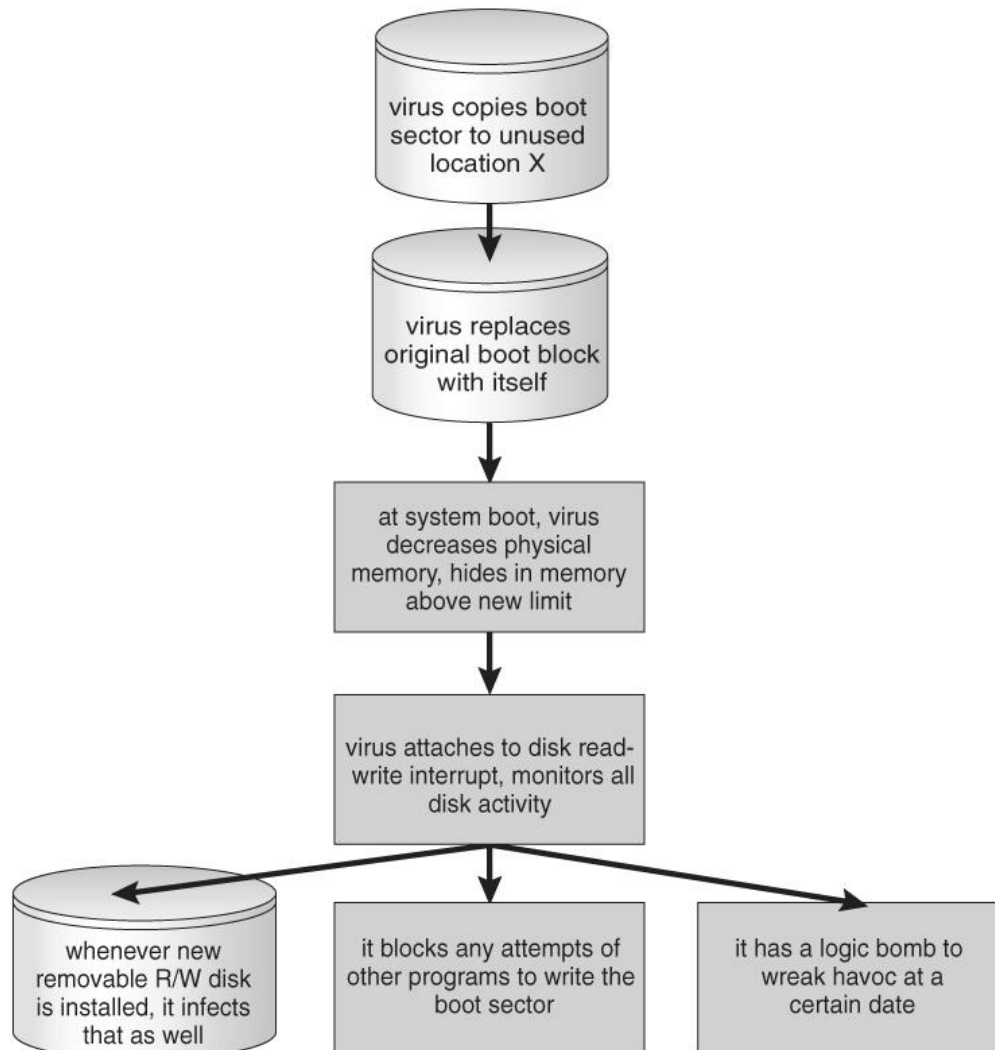 virus copies boot
sector to unused
location X
virus replaces
original boot block
with itself
at system boot, virus
decreases physical
memory, hides in memory
above new limit
virus attaches to disk read-
write interrupt, monitors all
disk activity
whenever new
removable R/W disk
is installed, it infects
that as well
it blocks any attempts of
other programs to write the
boot sector
it has a logic bomb to
wreak havoc at a
certain date